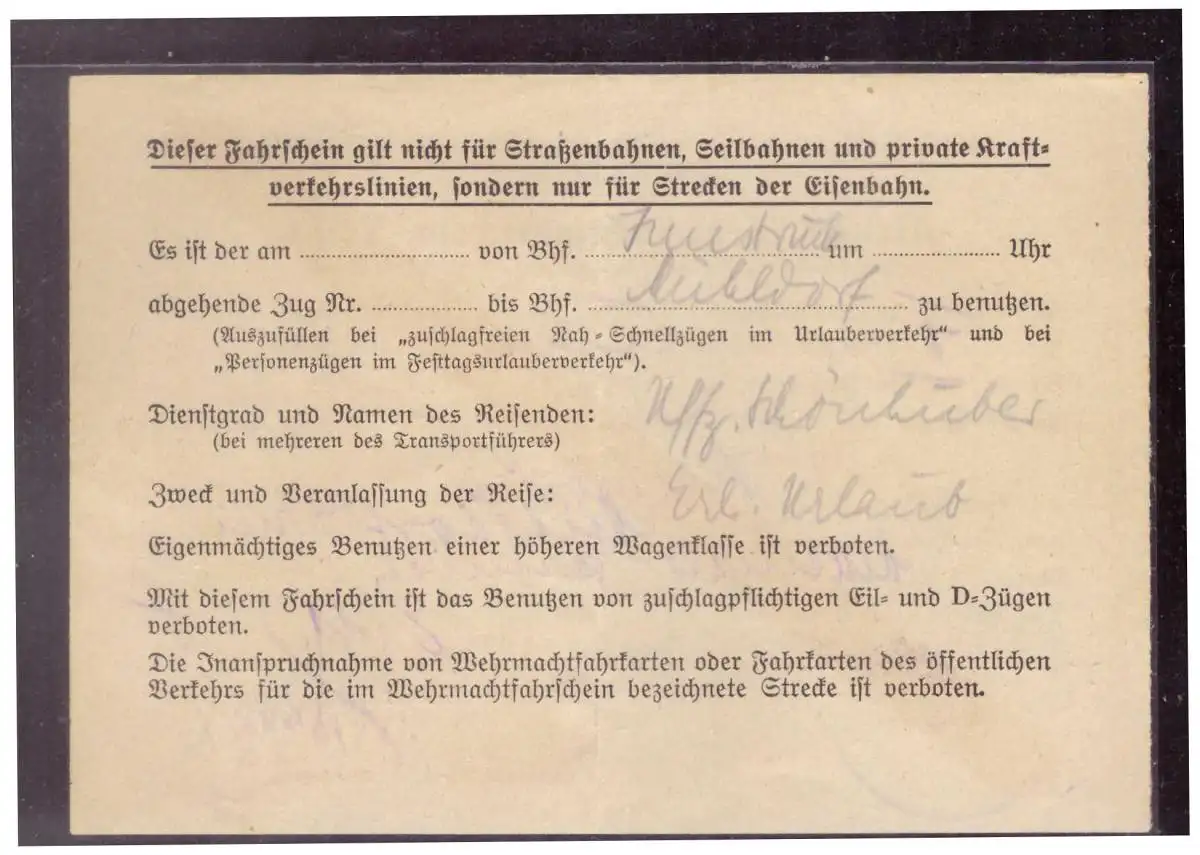 Dieser Fahrschein gilt nicht für Straßenbahnen, Seilbahnen und private Kraft-
verkehrslinien, sondern nur für Strecken der Eisenbahn.
Es ist der am ........................ von Bhf. Innsbruck um ................ Uhr
abgehende Zug Nr. .............. bis Bhf. Mühldorf zu benutzen.
(Auszufüllen bei „zuschlagfreien Nah-Schnellzügen im Urlauberverkehr“ und bei
„Personenzügen im Festtagsurlauberverkehr“).
Dienstgrad und Namen des Reisenden: Uffz. Schönhuber
(bei mehreren des Transportführers)
Zweck und Veranlassung der Reise: Erl. Urlaub
Eigenmächtiges Benutzen einer höheren Wagenklasse ist verboten.
Mit diesem Fahrschein ist das Benutzen von zuschlagpflichtigen Eil- und D-Zügen
verboten.
Die Inanspruchnahme von Wehrmachtfahrkarten oder Fahrkarten des öffentlichen
Verkehrs für die im Wehrmachtfahrschein bezeichnete Strecke ist verboten.